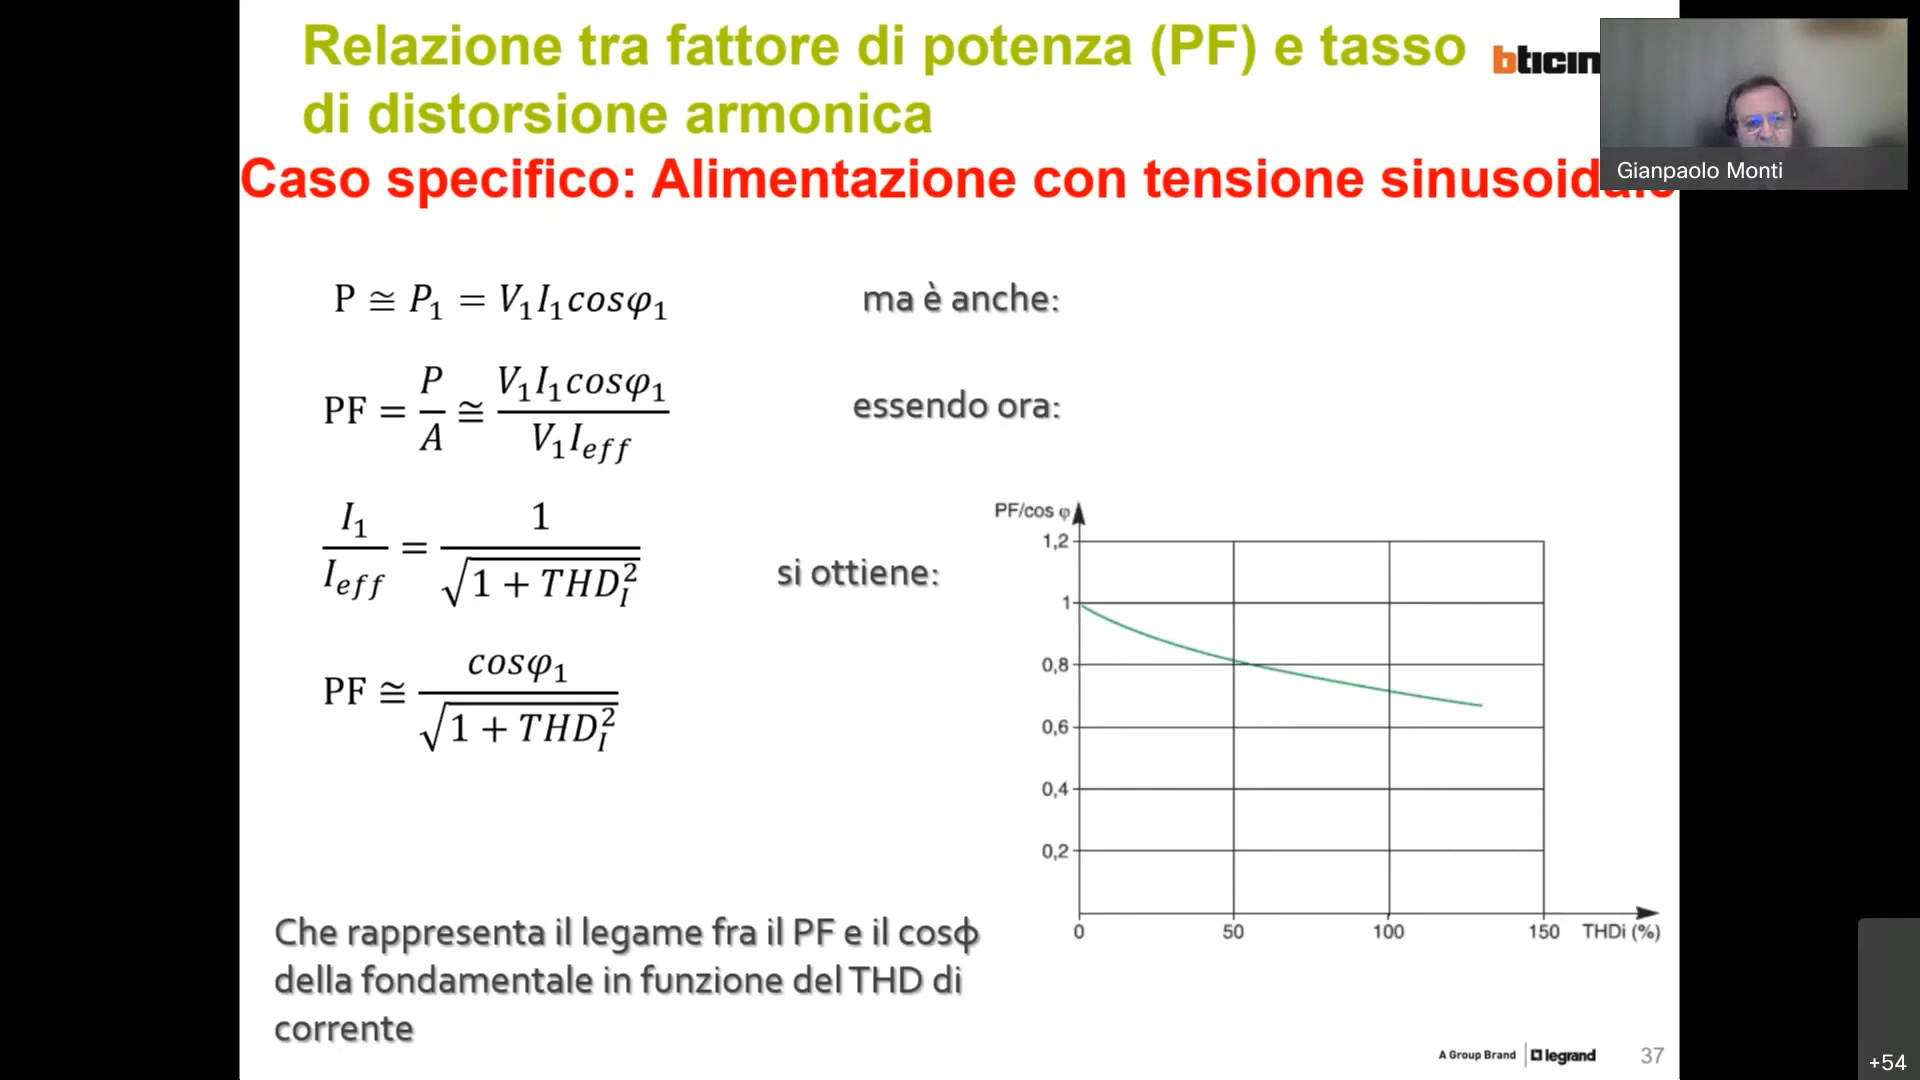 Relazione tra fattore di potenza (PF) e tasso
di distorsione armonica
bticin
Gianpaolo Monti
Caso specifico: Alimentazione con tensione
P ≅ P₁ = V₁I₁cosφ₁
ma è anche:
PF = P/A ≅ V₁I₁cosφ₁/V₁I_eff
essendo ora:
I₁/I_eff = 1/√(1 + THD_I²)
si ottiene:
PF ≅ cosφ₁/√(1 + THD_I²)
PF/cos φ
1,2
1
0,8
0,6
0,4
0,2
0 50 100 150 THDi (%)
Che rappresenta il legame fra il PF e il cosϕ
della fondamentale in funzione del THD di
corrente
A Group Brand legrand
37
+54